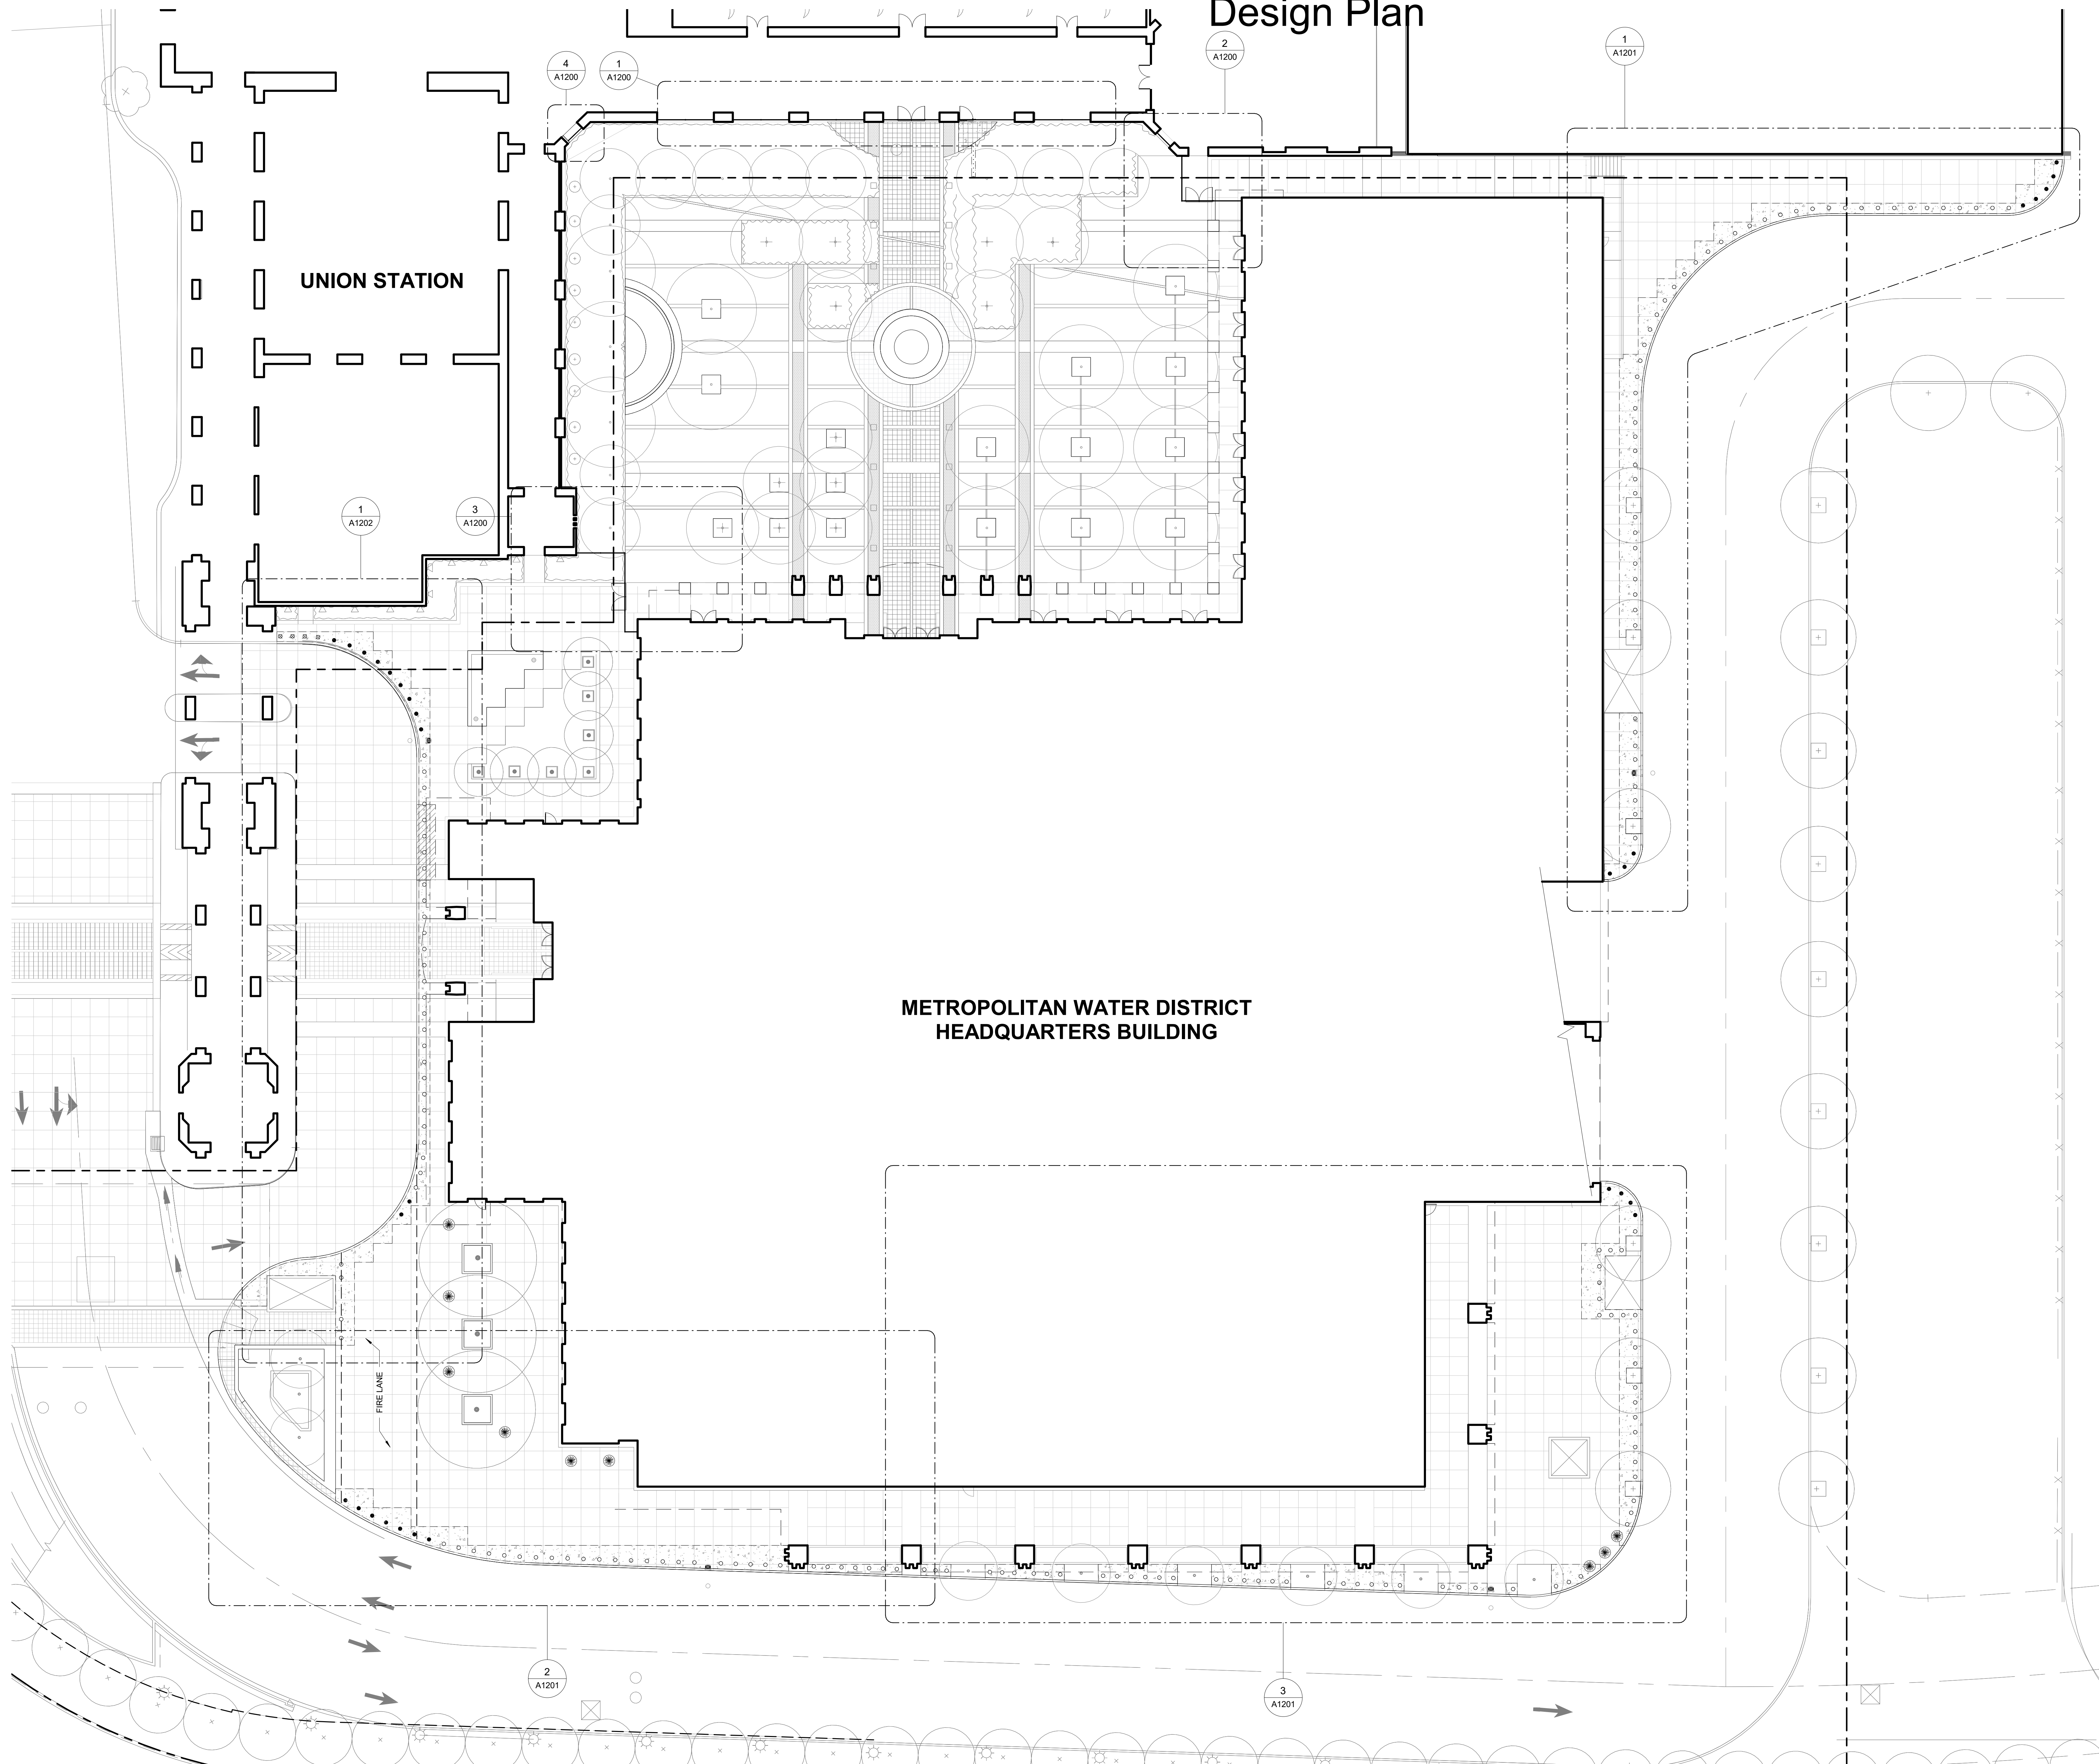 Design Plan
4
A1200
1
A1200
2
A1200
1
A1201
UNION STATION
1
A1202
3
A1200
METROPOLITAN WATER DISTRICT
HEADQUARTERS BUILDING
FIRE LANE
2
A1201
3
A1201